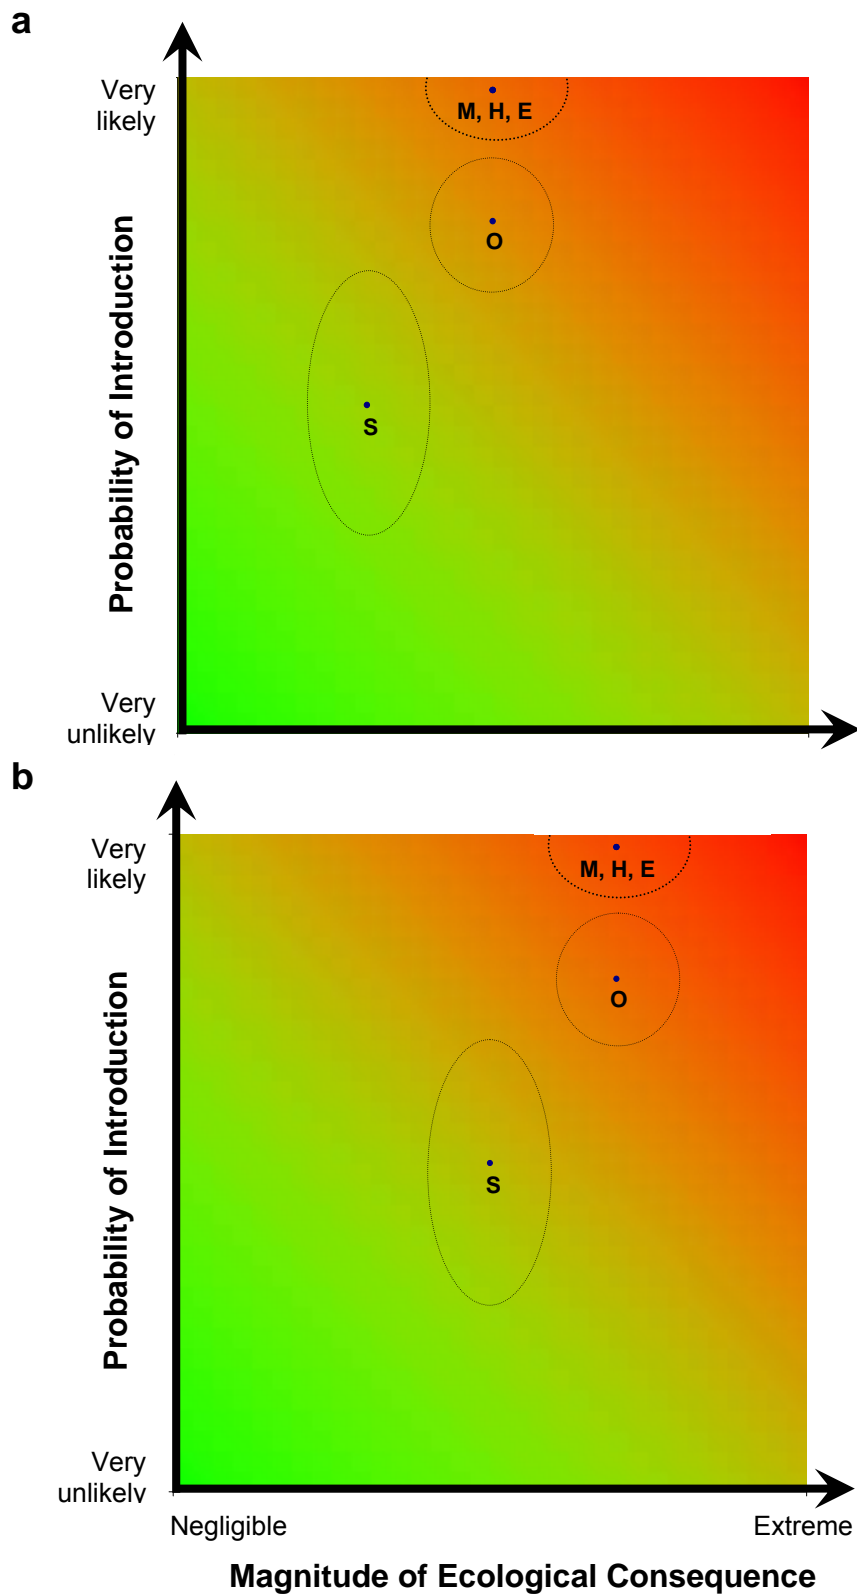 a
Very
likely
M, H, E
O
S
Probability of Introduction
Very
unlikely
b
Very
likely
M, H, E
O
S
Probability of Introduction
Very
unlikely
Negligible
Extreme
Magnitude of Ecological Consequence